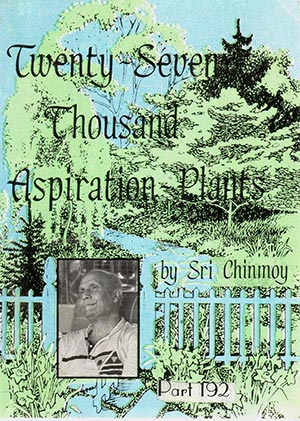 Twenty-Seven
Thousand
Aspiration-Plants
by Sri Chinmoy
Part 192